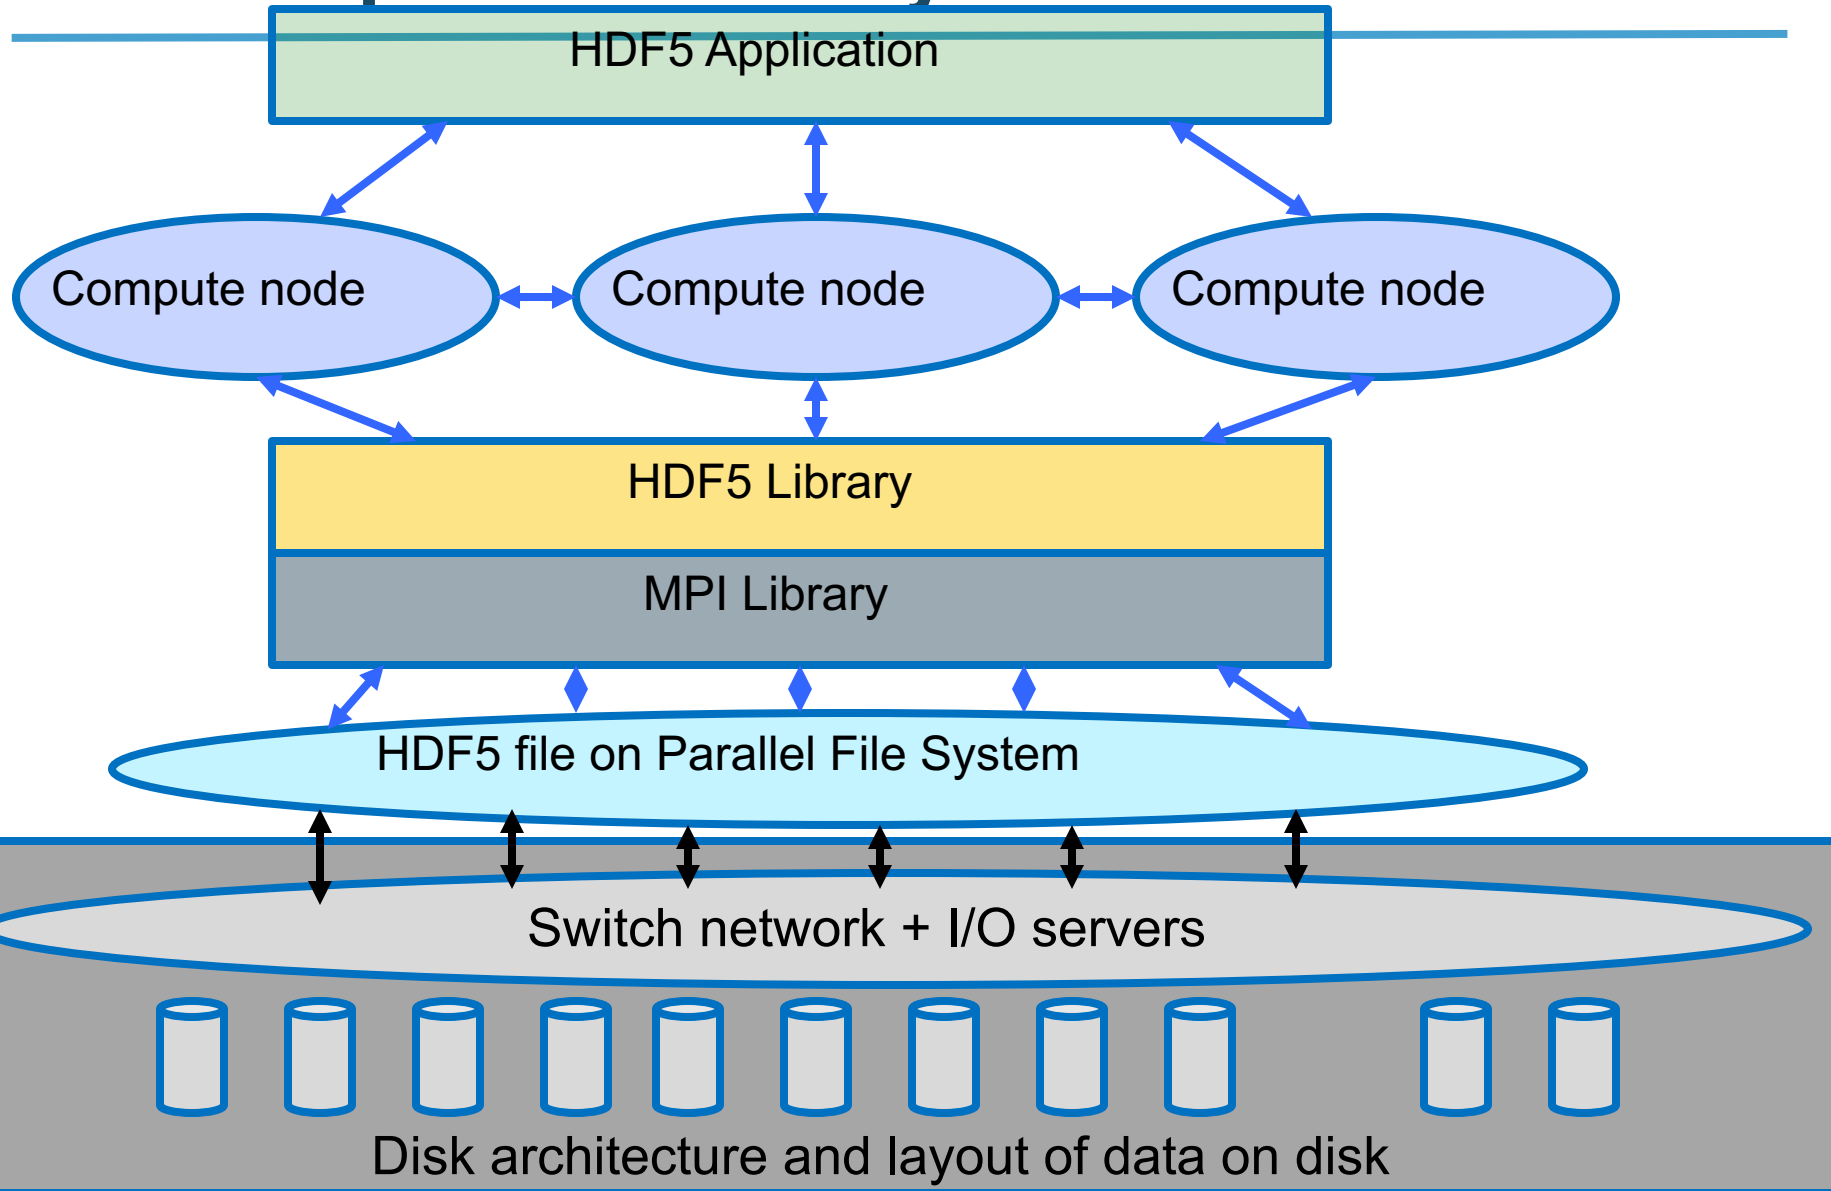 HDF5 Application
Compute node
Compute node
Compute node
HDF5 Library
MPI Library
HDF5 file on Parallel File System
Switch network + I/O servers
Disk architecture and layout of data on disk